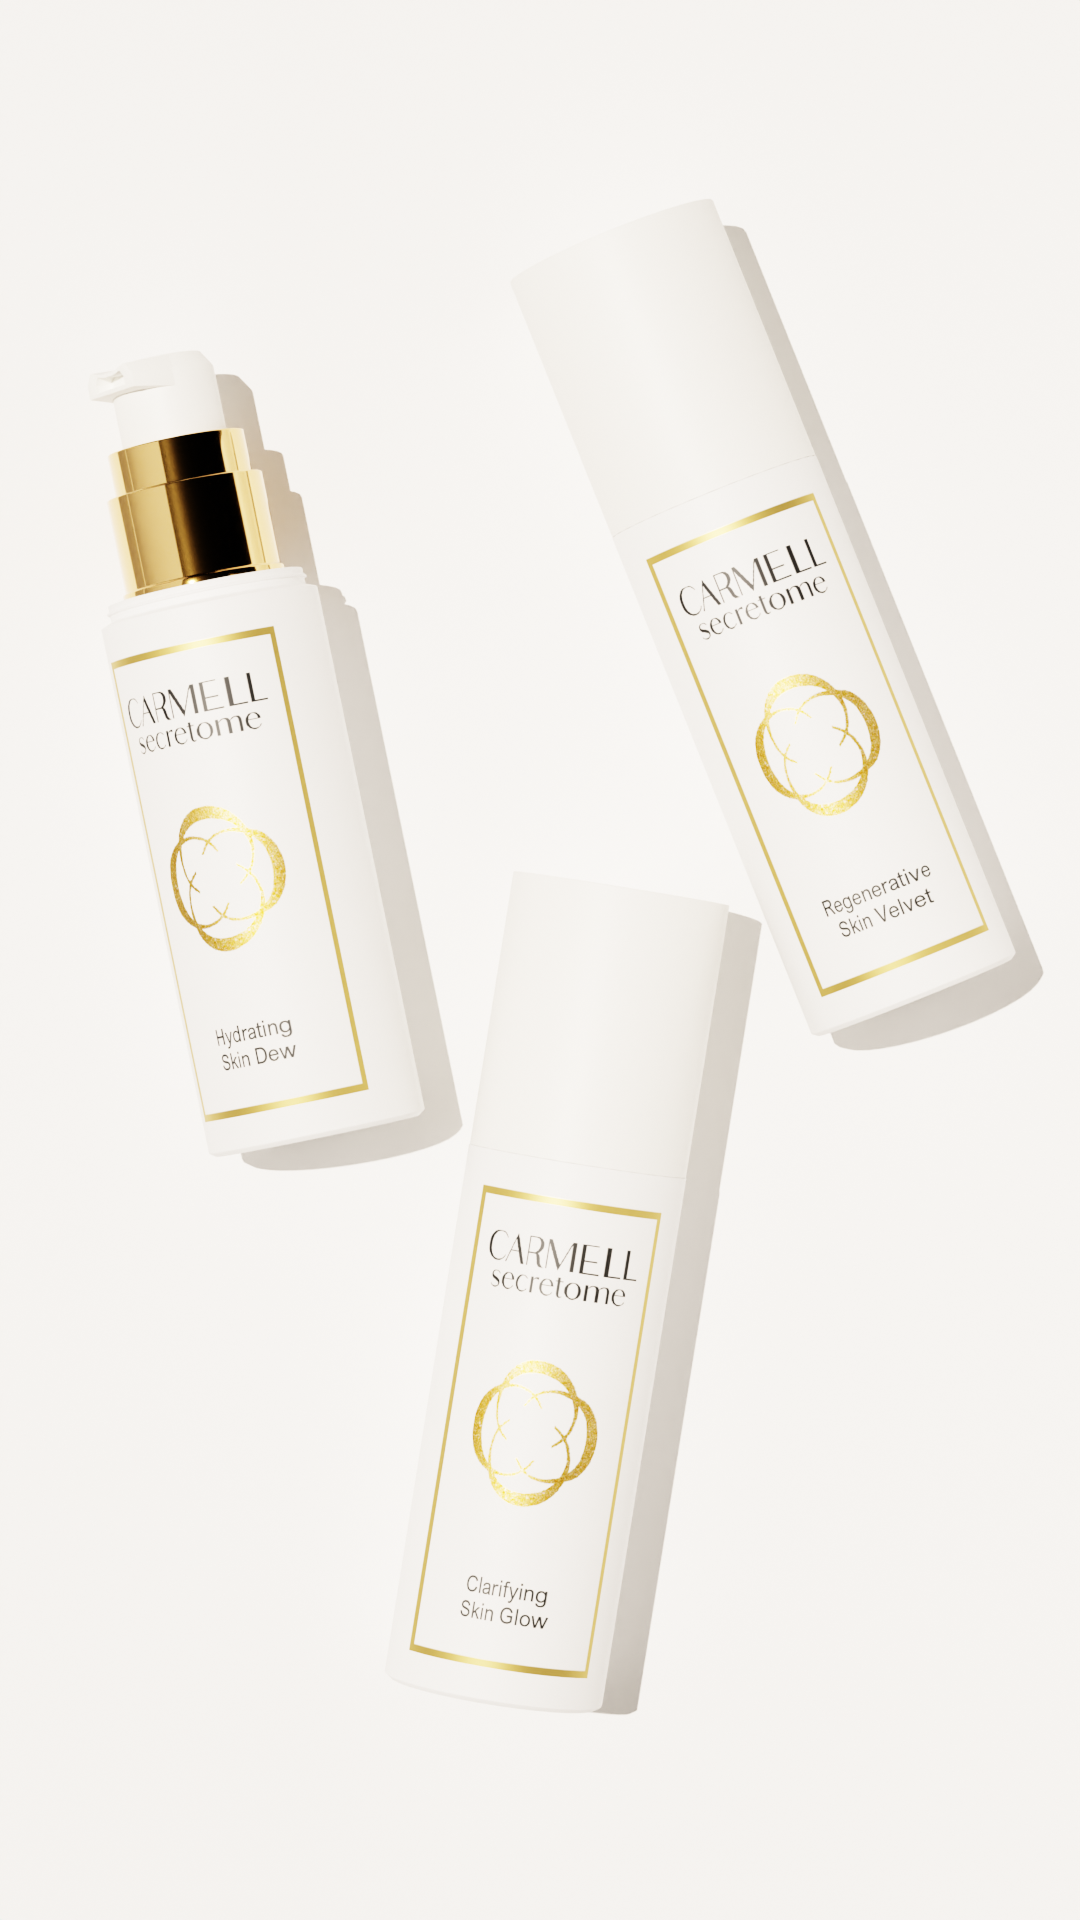 CARMELL
secretome
Hydrating
Skin Dew
CARMELL
secretome
Regenerative
Skin Velvet
CARMELL
secretome
Clarifying
Skin Glow